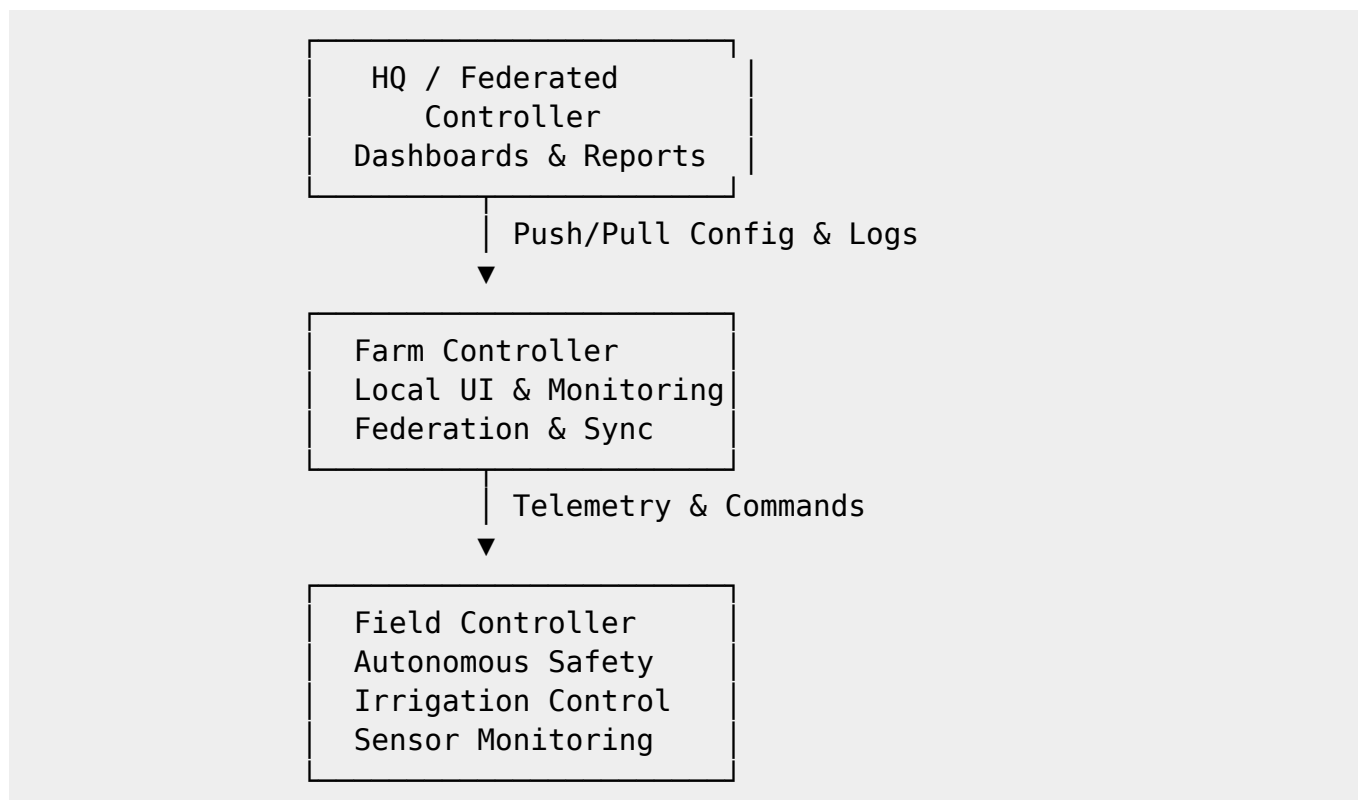 HQ / Federated
Controller
Dashboards & Reports
Push/Pull Config & Logs
Farm Controller
Local UI & Monitoring
Federation & Sync
Telemetry & Commands
Field Controller
Autonomous Safety
Irrigation Control
Sensor Monitoring